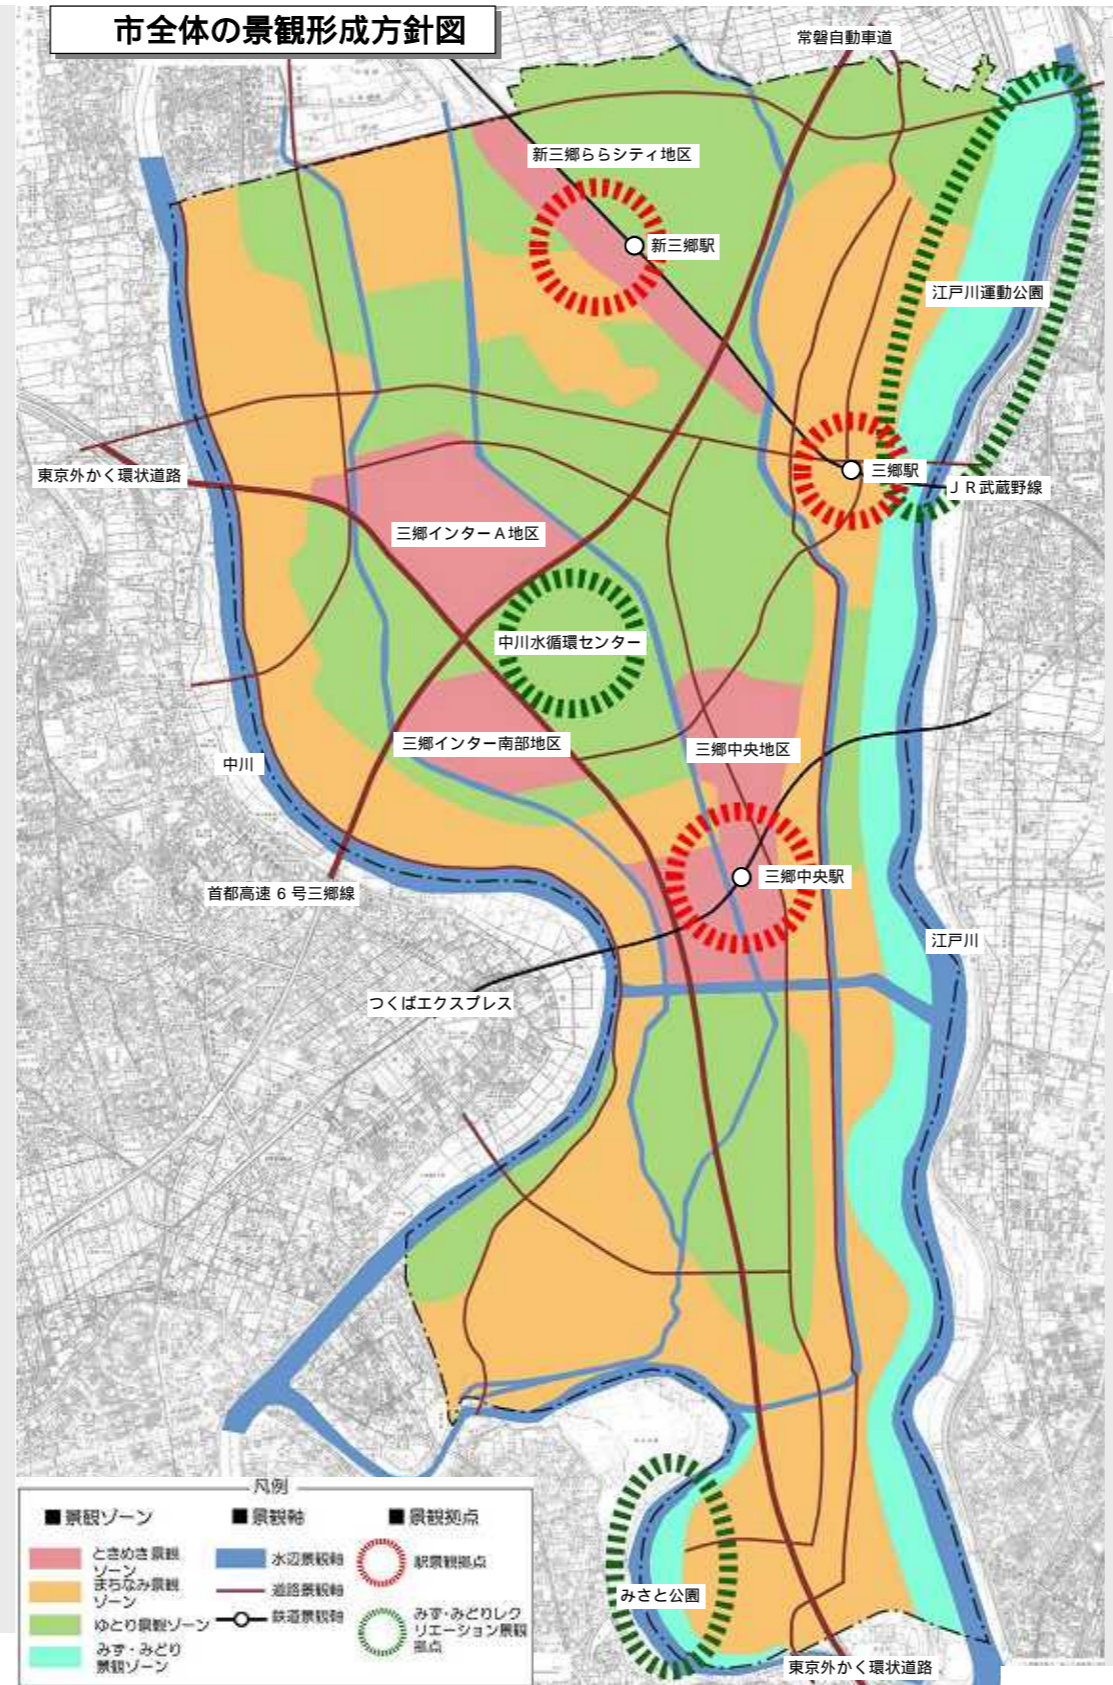 市全体の景観形成方針図
常磐自動車道
新三郷ららシティ地区
新三郷駅
江戸川運動公園
三郷駅
ＪＲ武蔵野線
東京外かく環状道路
三郷インターＡ地区
中川水循環センター
三郷インター南部地区
三郷中央地区
中川
三郷中央駅
首都高速６号三郷線
江戸川
つくばエクスプレス
みさと公園
東京外かく環状道路
凡例
■景観ゾーン
ときめき景観
ゾーン
まちなみ景観
ゾーン
ゆとり景観ゾーン
みず・みどり
景観ゾーン
■景観軸
水辺景観軸
道路景観軸
鉄道景観軸
■景観拠点
駅景観拠点
みず・みどりレク
リエーション景観
拠点